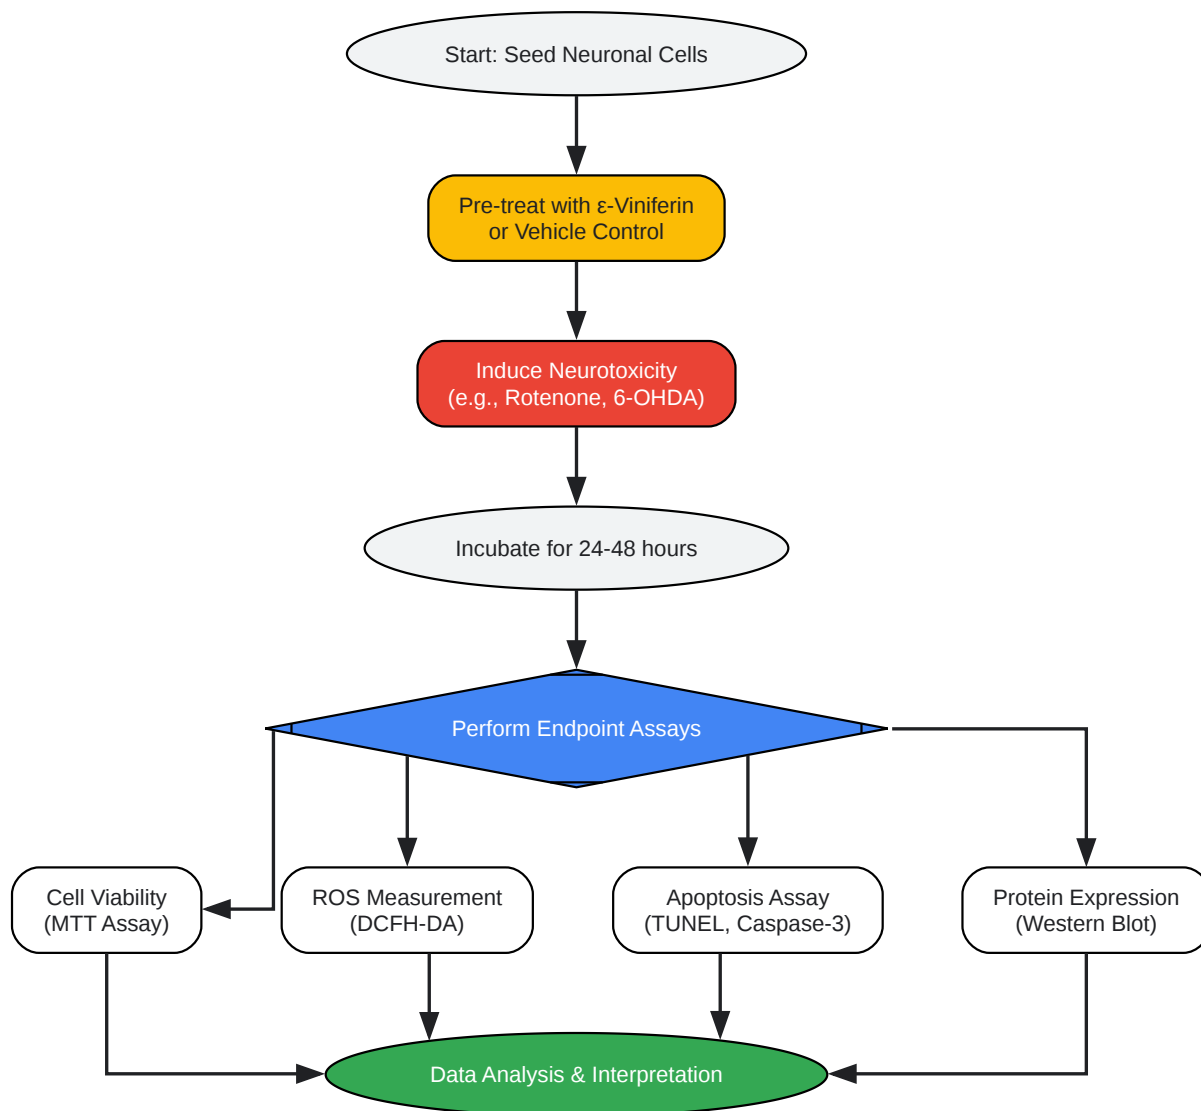 Start: Seed Neuronal Cells
Pre-treat with ε-Viniferin
or Vehicle Control
Induce Neurotoxicity
(e.g., Rotenone, 6-OHDA)
Incubate for 24-48 hours
Perform Endpoint Assays
Cell Viability
(MTT Assay)
ROS Measurement
(DCFH-DA)
Apoptosis Assay
(TUNEL, Caspase-3)
Protein Expression
(Western Blot)
Data Analysis & Interpretation